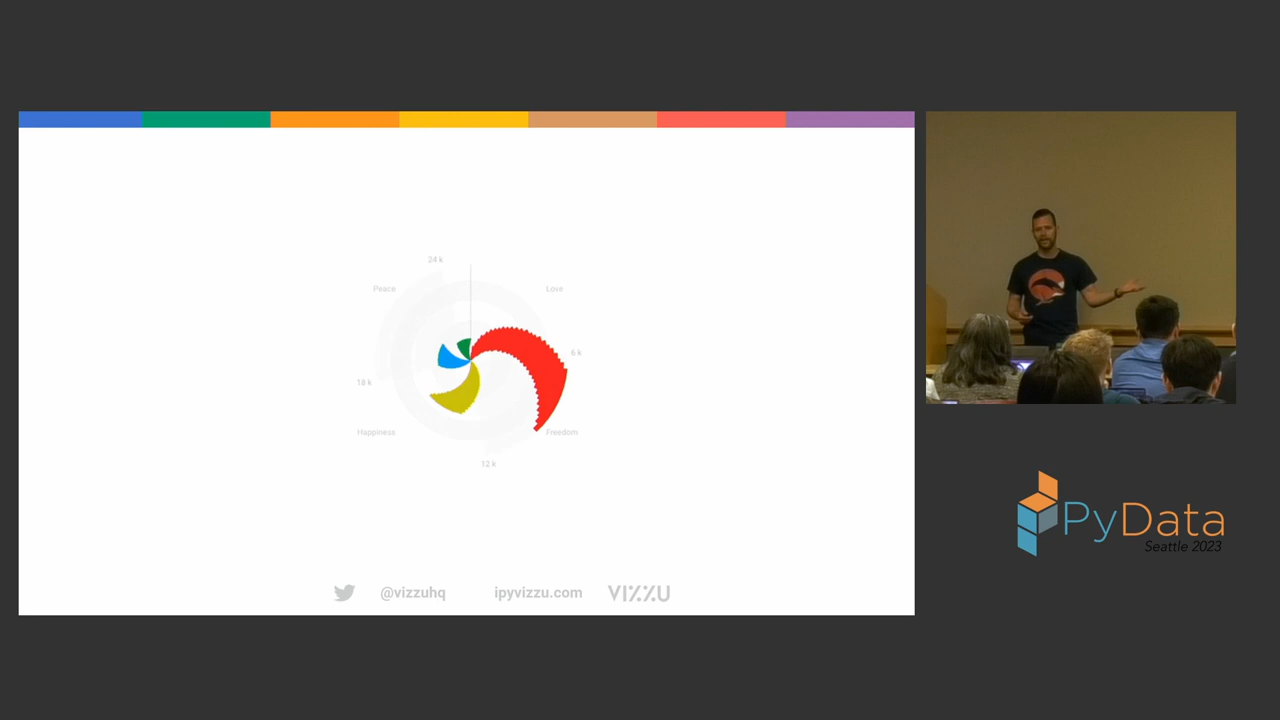 24 k
Peace
Love
6 k
18 k
Happiness
Freedom
12 k
@vizzuhq
ipyvizzu.com
VIZZU
PyData
Seattle 2023